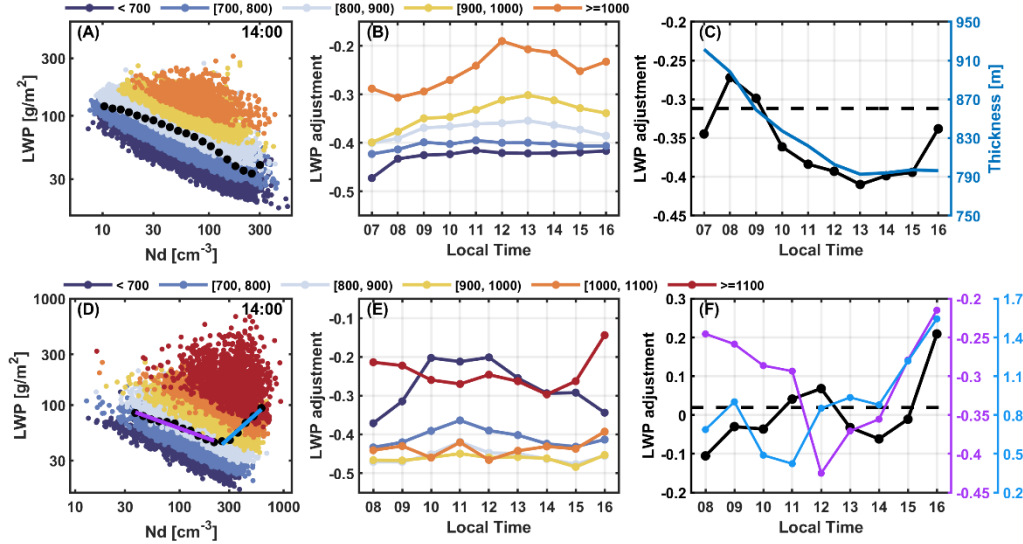 < 700 [700, 800) [800, 900) [900, 1000) >=1000
(A) 14:00
LWP [g/m²]
300
100
30
10 30 100 300
Nd [cm⁻³]
(B)
LWP adjustment
-0.2
-0.3
-0.4
-0.5
07 08 09 10 11 12 13 14 15 16
Local Time
(C)
LWP adjustment
-0.2
-0.25
-0.3
-0.35
-0.4
-0.45
07 08 09 10 11 12 13 14 15 16
Local Time
950
910
870
830
790
750
Thickness [m]
< 700 [700, 800) [800, 900) [900, 1000) [1000, 1100) >=1100
(D) 14:00
LWP [g/m²]
1000
300
100
30
30 100 300 1000
Nd [cm⁻³]
(E)
LWP adjustment
-0.1
-0.2
-0.3
-0.4
-0.5
08 09 10 11 12 13 14 15 16
Local Time
(F)
LWP adjustment
0.3
0.2
0.1
0
-0.1
-0.2
08 09 10 11 12 13 14 15 16
Local Time
-0.2
-0.25
-0.3
-0.35
-0.4
-0.45
1.7
1.4
1.1
0.8
0.5
0.2